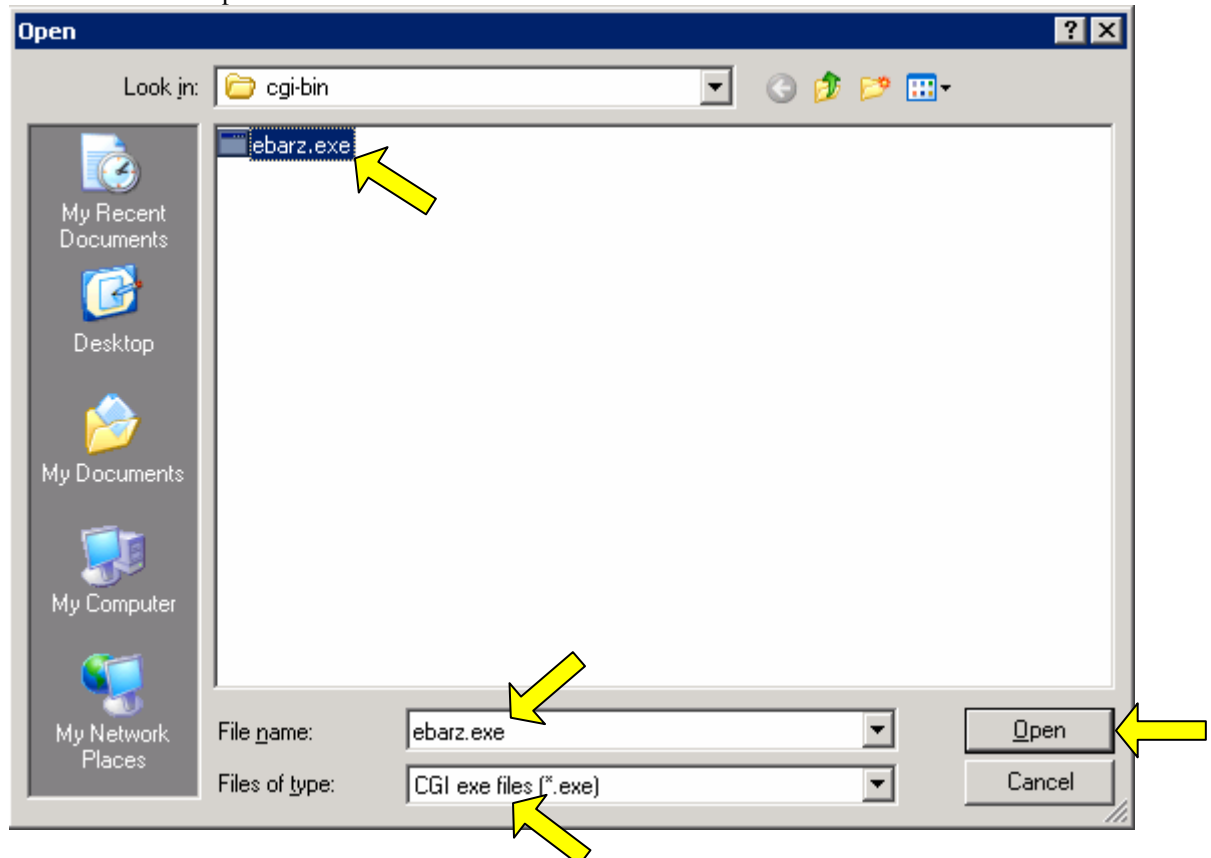 Open
Look in:
cgi-bin
ebarz.exe
My Recent
Documents
Desktop
My Documents
My Computer
My Network
Places
File name:
ebarz.exe
Open
Files of type:
CGI exe files (*.exe)
Cancel